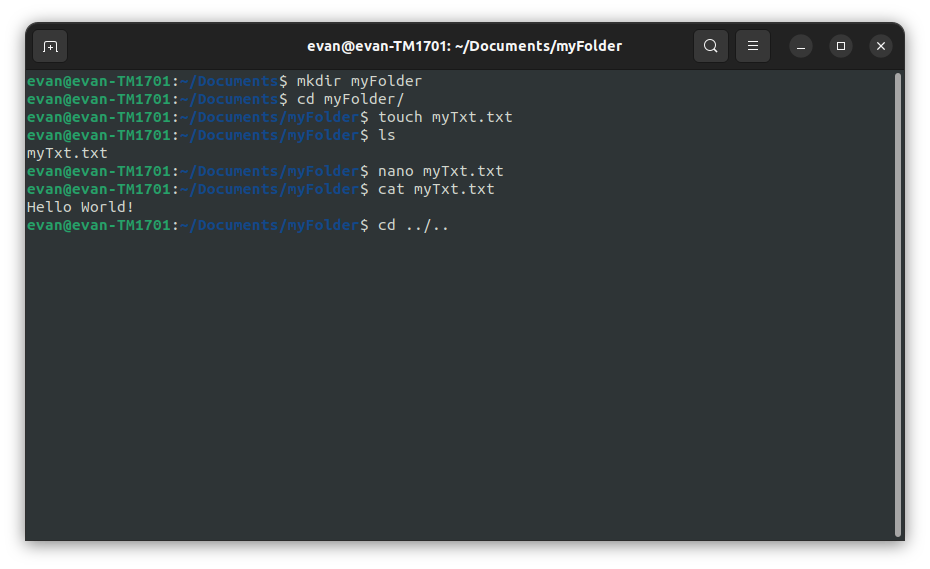 evan@evan-TM1701: ~/Documents/myFolder
evan@evan-TM1701:~/Documents$ mkdir myFolder
evan@evan-TM1701:~/Documents$ cd myFolder/
evan@evan-TM1701:~/Documents/myFolder$ touch myTxt.txt
evan@evan-TM1701:~/Documents/myFolder$ ls
myTxt.txt
evan@evan-TM1701:~/Documents/myFolder$ nano myTxt.txt
evan@evan-TM1701:~/Documents/myFolder$ cat myTxt.txt
Hello World!
evan@evan-TM1701:~/Documents/myFolder$ cd ../..